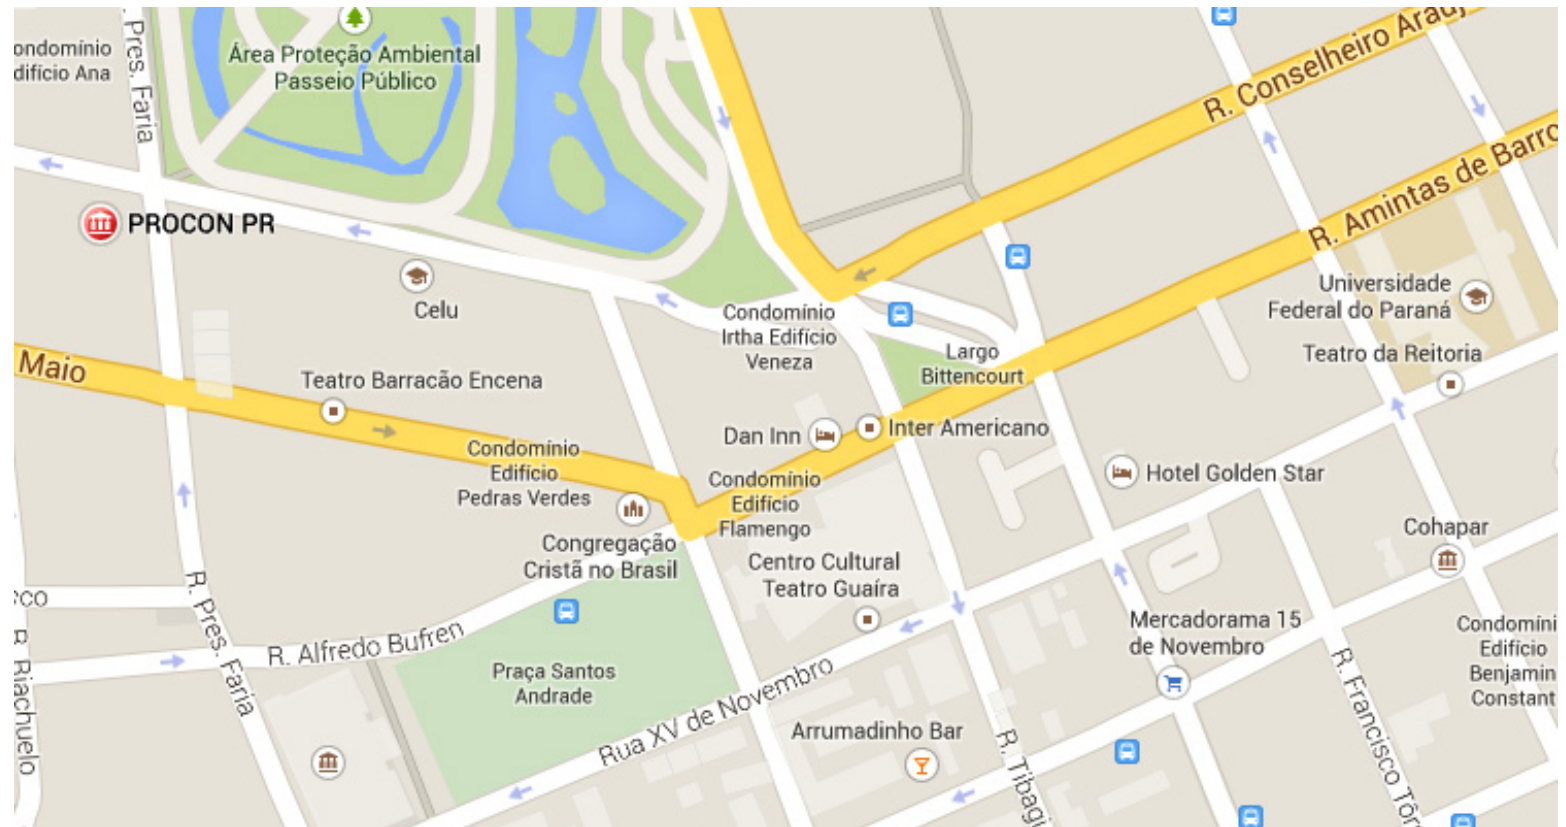 R. Pres. Faria
ondomínio
difício Ana
Área Proteção Ambiental
Passeio Público
R. Conselheiro Arauj
R. Amintas de Barro
PROCON PR
Celu
Condomínio
Irtha Edifício
Veneza
Largo
Bittencourt
Universidade
Federal do Paraná
Teatro da Reitoria
Maio
Teatro Barracão Encena
Dan Inn
Inter Americano
Condomínio
Edifício
Pedras Verdes
Condomínio
Edifício
Flamengo
Hotel Golden Star
Congregação
Cristã no Brasil
Centro Cultural
Teatro Guaíra
Cohapar
cco
R. Pres. Faria
R. Riachuelo
R. Alfredo Bufren
Praça Santos
Andrade
Rua XV de Novembro
Mercadorama 15
de Novembro
Condomíni
Edifício
Benjamin
Constant
Arrumadinho Bar
R. Tibagi
R. Francisco Tôr